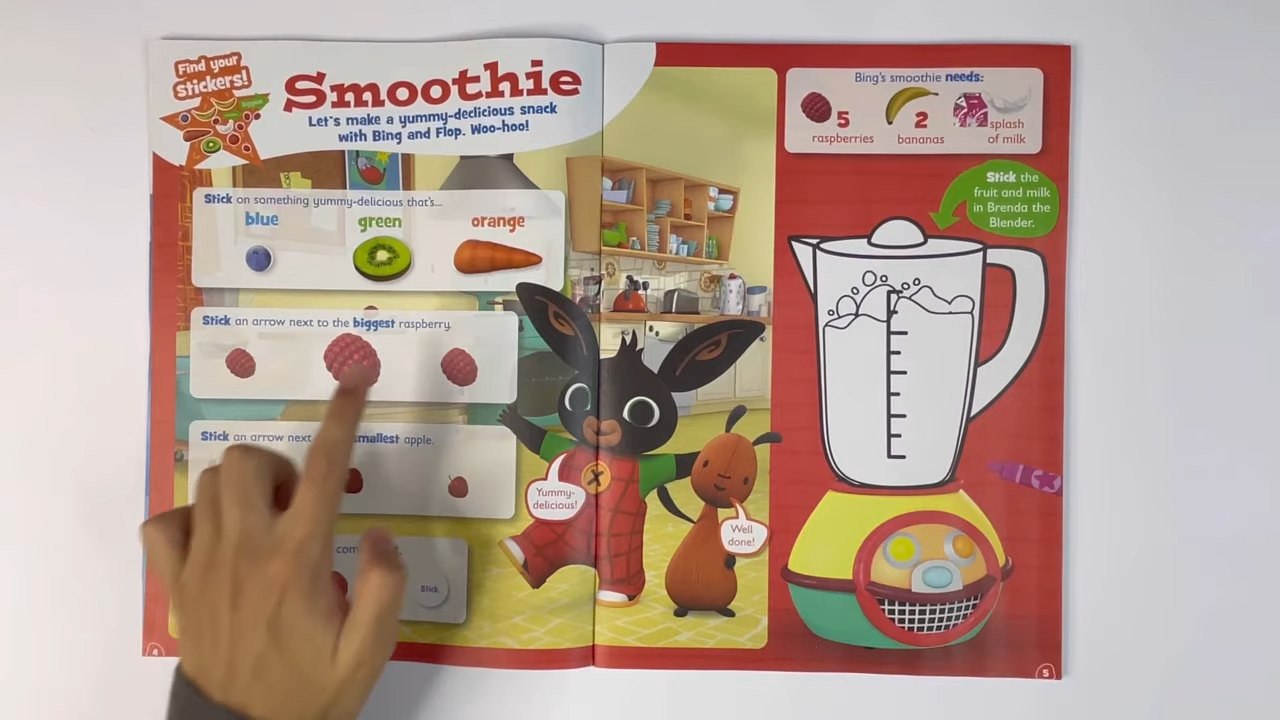 Find your
Stickers!
biggest
Smoothie
Let's make a yummy-declicious snack
with Bing and Flop. Woo-hoo!
Stick on something yummy-delicious that's...
blue
green
orange
Stick an arrow next to the biggest raspberry.
Stick an arrow next smallest apple.
Stick.
Yummy-
delicious!
Well
done!
4
Bing's smoothie needs:
5
raspberries
2
bananas
splash
of milk
Stick the
fruit and milk
in Brenda the
Blender.
5